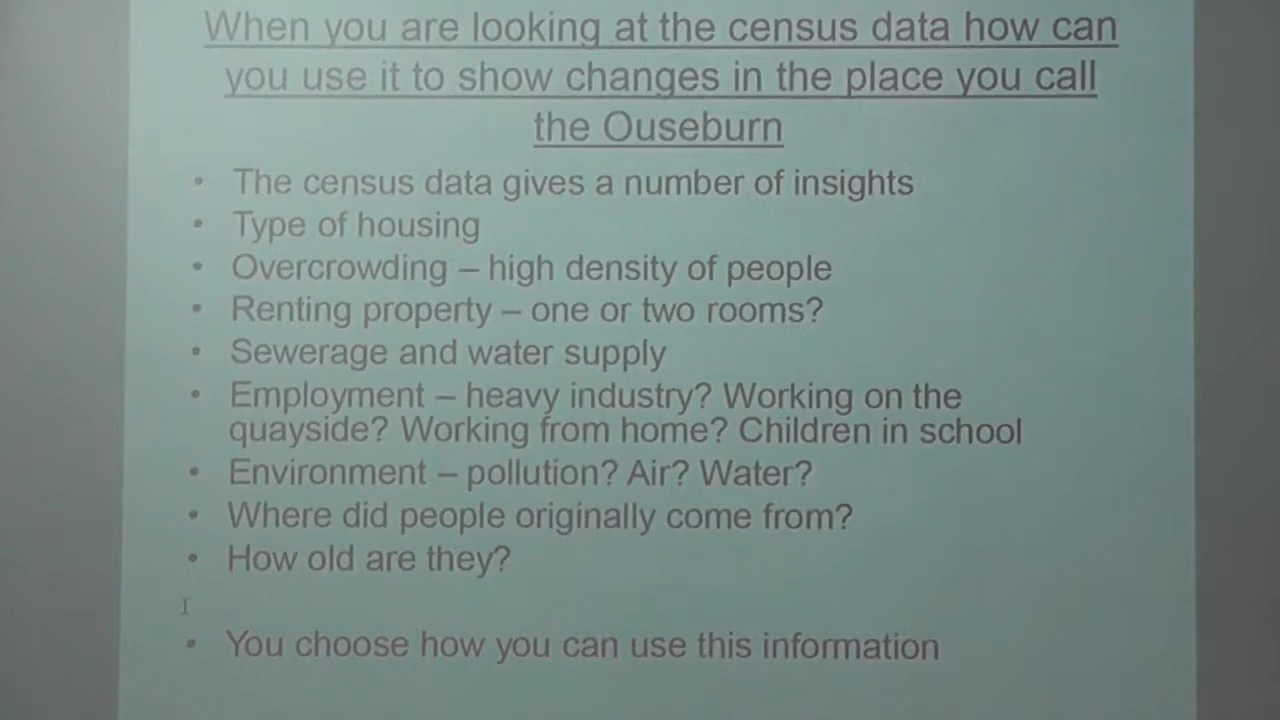 When you are looking at the census data how can
you use it to show changes in the place you call
the Ouseburn
• The census data gives a number of insights
• Type of housing
• Overcrowding – high density of people
• Renting property – one or two rooms?
• Sewerage and water supply
• Employment – heavy industry? Working on the
quayside? Working from home? Children in school
• Environment – pollution? Air? Water?
• Where did people originally come from?
• How old are they?
• You choose how you can use this information